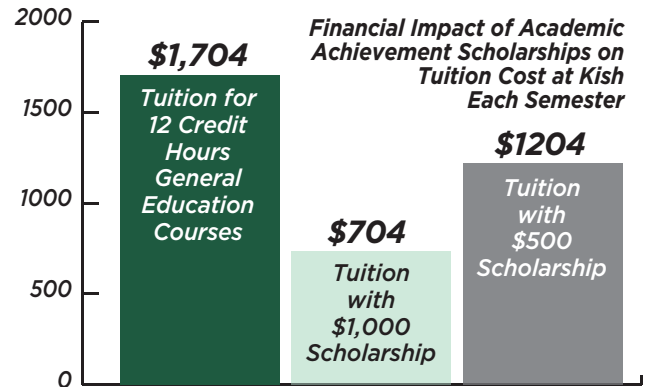 Financial Impact of Academic
Achievement Scholarships on
Tuition Cost at Kish
Each Semester
2000
1500
1000
500
0
$1,704
Tuition for
12 Credit
Hours
General
Education
Courses
$704
Tuition
with
$1,000
Scholarship
$1204
Tuition
with
$500
Scholarship